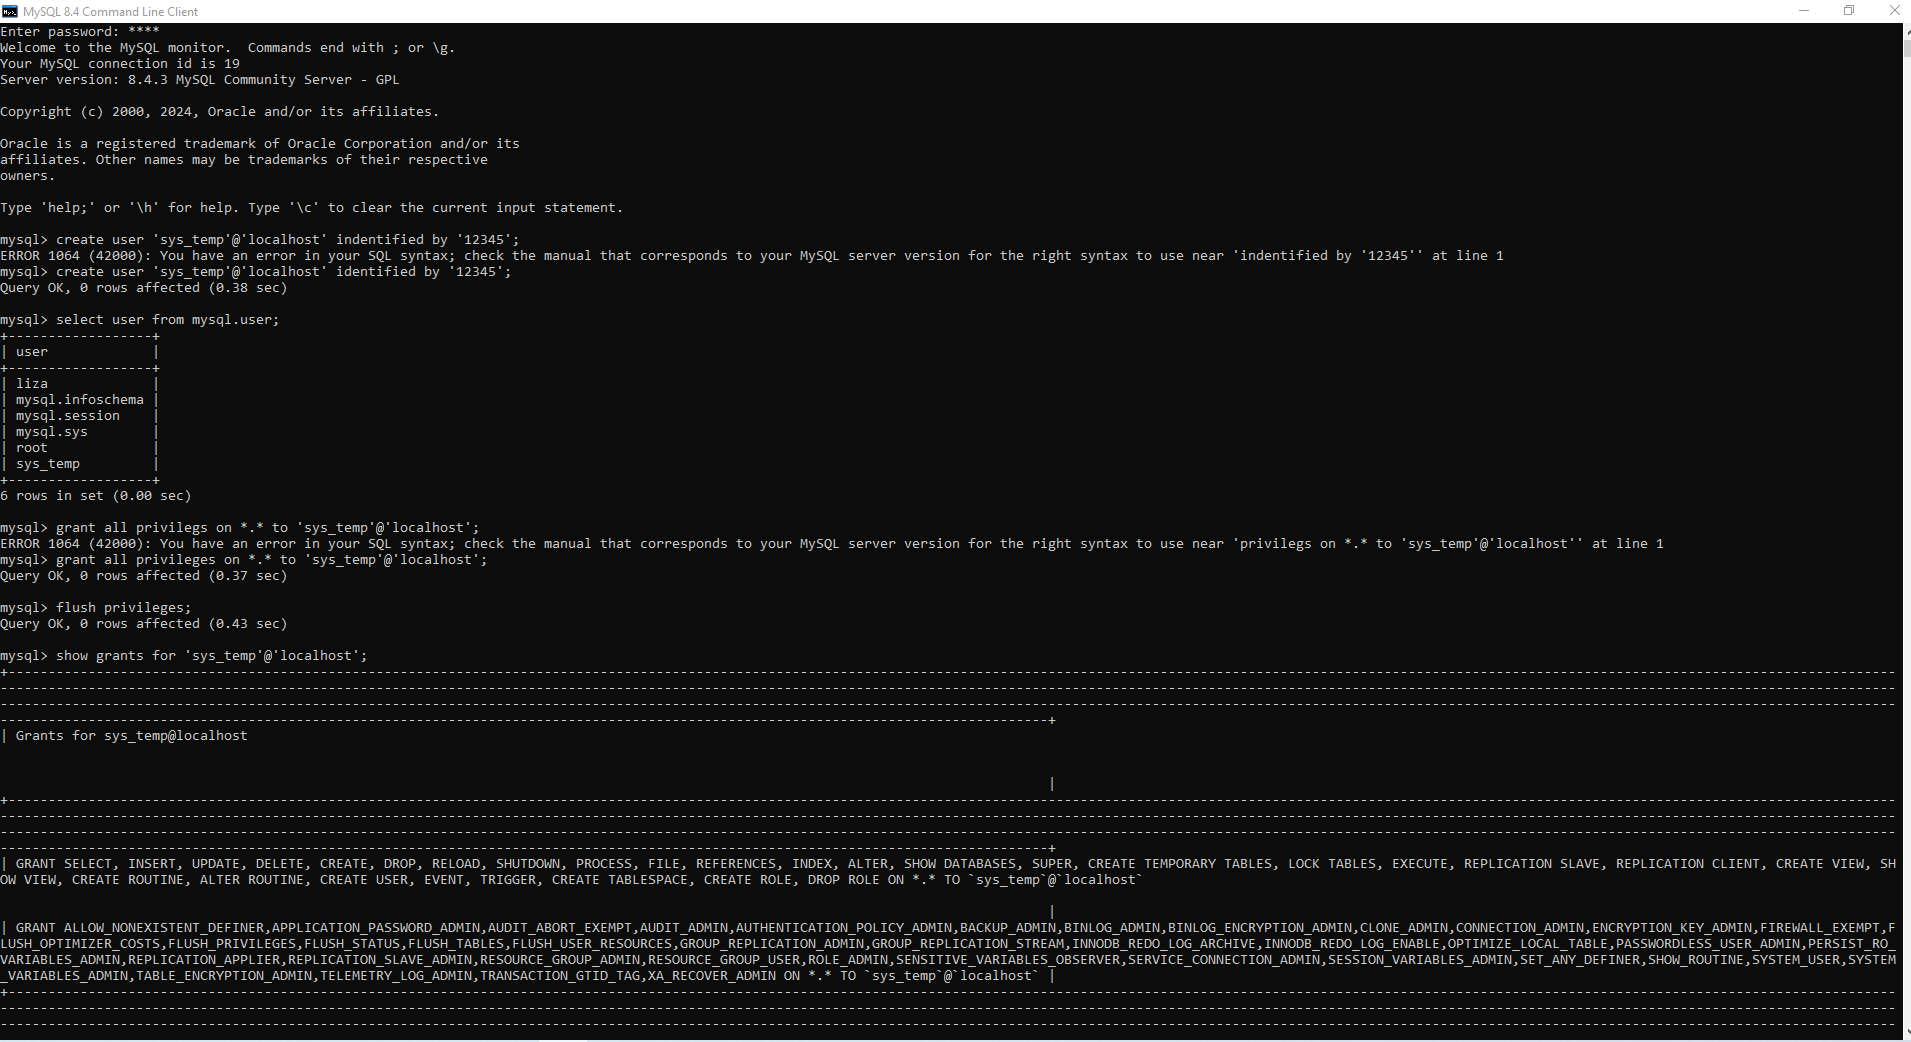 MySQL 8.4 Command Line Client
Enter password: ****
Welcome to the MySQL monitor.  Commands end with ; or \g.
Your MySQL connection id is 19
Server version: 8.4.3 MySQL Community Server - GPL
Copyright (c) 2000, 2024, Oracle and/or its affiliates.
Oracle is a registered trademark of Oracle Corporation and/or its
affiliates. Other names may be trademarks of their respective
owners.
Type 'help;' or '\h' for help. Type '\c' to clear the current input statement.
mysql> create user 'sys_temp'@'localhost' indentified by '12345';
ERROR 1064 (42000): You have an error in your SQL syntax; check the manual that corresponds to your MySQL server version for the right syntax to use near 'indentified by '12345'' at line 1
mysql> create user 'sys_temp'@'localhost' identified by '12345';
Query OK, 0 rows affected (0.38 sec)
mysql> select user from mysql.user;
+------------------+
| user             |
+------------------+
| liza             |
| mysql.infoschema |
| mysql.session    |
| mysql.sys        |
| root             |
| sys_temp         |
+------------------+
6 rows in set (0.00 sec)
mysql> grant all privilegs on *.* to 'sys_temp'@'localhost';
ERROR 1064 (42000): You have an error in your SQL syntax; check the manual that corresponds to your MySQL server version for the right syntax to use near 'privilegs on *.* to 'sys_temp'@'localhost'' at line 1
mysql> grant all privileges on *.* to 'sys_temp'@'localhost';
Query OK, 0 rows affected (0.37 sec)
mysql> flush privileges;
Query OK, 0 rows affected (0.43 sec)
mysql> show grants for 'sys_temp'@'localhost';
| Grants for sys_temp@localhost
|
| GRANT SELECT, INSERT, UPDATE, DELETE, CREATE, DROP, RELOAD, SHUTDOWN, PROCESS, FILE, REFERENCES, INDEX, ALTER, SHOW DATABASES, SUPER, CREATE TEMPORARY TABLES, LOCK TABLES, EXECUTE, REPLICATION SLAVE, REPLICATION CLIENT, CREATE VIEW, SH
OW VIEW, CREATE ROUTINE, ALTER ROUTINE, CREATE USER, EVENT, TRIGGER, CREATE TABLESPACE, CREATE ROLE, DROP ROLE ON *.* TO `sys_temp`@`localhost`
|
| GRANT ALLOW_NONEXISTENT_DEFINER,APPLICATION_PASSWORD_ADMIN,AUDIT_ABORT_EXEMPT,AUDIT_ADMIN,AUTHENTICATION_POLICY_ADMIN,BACKUP_ADMIN,BINLOG_ADMIN,BINLOG_ENCRYPTION_ADMIN,CLONE_ADMIN,CONNECTION_ADMIN,ENCRYPTION_KEY_ADMIN,FIREWALL_EXEMPT,F
LUSH_OPTIMIZER_COSTS,FLUSH_PRIVILEGES,FLUSH_STATUS,FLUSH_TABLES,FLUSH_USER_RESOURCES,GROUP_REPLICATION_ADMIN,GROUP_REPLICATION_STREAM,INNODB_REDO_LOG_ARCHIVE,INNODB_REDO_LOG_ENABLE,OPTIMIZE_LOCAL_TABLE,PASSWORDLESS_USER_ADMIN,PERSIST_RO_
VARIABLES_ADMIN,REPLICATION_APPLIER,REPLICATION_SLAVE_ADMIN,RESOURCE_GROUP_ADMIN,RESOURCE_GROUP_USER,ROLE_ADMIN,SENSITIVE_VARIABLES_OBSERVER,SERVICE_CONNECTION_ADMIN,SESSION_VARIABLES_ADMIN,SET_ANY_DEFINER,SHOW_ROUTINE,SYSTEM_USER,SYSTEM
_VARIABLES_ADMIN,TABLE_ENCRYPTION_ADMIN,TELEMETRY_LOG_ADMIN,TRANSACTION_GTID_TAG,XA_RECOVER_ADMIN ON *.* TO `sys_temp`@`localhost` |